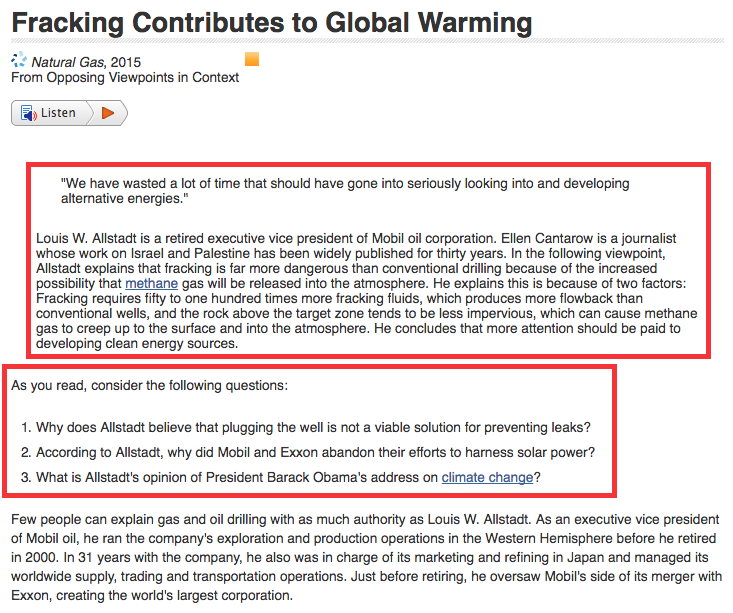 Fracking Contributes to Global Warming
Natural Gas, 2015
From Opposing Viewpoints in Context
Listen
"We have wasted a lot of time that should have gone into seriously looking into and developing
alternative energies."
Louis W. Allstadt is a retired executive vice president of Mobil oil corporation. Ellen Cantarow is a journalist
whose work on Israel and Palestine has been widely published for thirty years. In the following viewpoint,
Allstadt explains that fracking is far more dangerous than conventional drilling because of the increased
possibility that methane gas will be released into the atmosphere. He explains this is because of two factors:
Fracking requires fifty to one hundred times more fracking fluids, which produces more flowback than
conventional wells, and the rock above the target zone tends to be less impervious, which can cause methane
gas to creep up to the surface and into the atmosphere. He concludes that more attention should be paid to
developing clean energy sources.
As you read, consider the following questions:
1. Why does Allstadt believe that plugging the well is not a viable solution for preventing leaks?
2. According to Allstadt, why did Mobil and Exxon abandon their efforts to harness solar power?
3. What is Allstadt's opinion of President Barack Obama's address on climate change?
Few people can explain gas and oil drilling with as much authority as Louis W. Allstadt. As an executive vice president
of Mobil oil, he ran the company's exploration and production operations in the Western Hemisphere before he retired
in 2000. In 31 years with the company, he also was in charge of its marketing and refining in Japan and managed its
worldwide supply, trading and transportation operations. Just before retiring, he oversaw Mobil's side of its merger with
Exxon, creating the world's largest corporation.